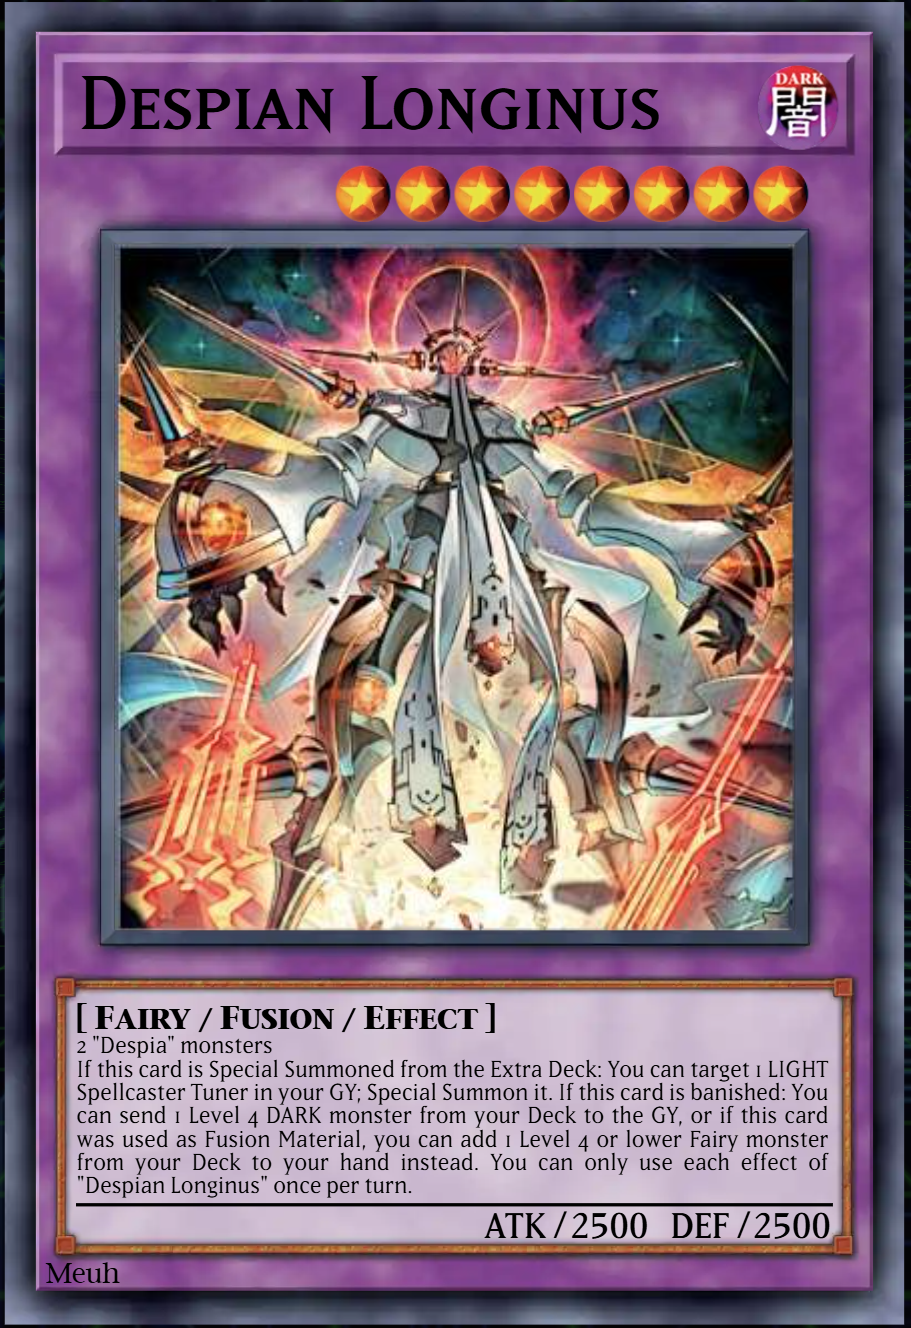 Despian Longinus
DARK
闇
[ Fairy / Fusion / Effect ]
2 "Despia" monsters
If this card is Special Summoned from the Extra Deck: You can target 1 LIGHT
Spellcaster Tuner in your GY; Special Summon it. If this card is banished: You
can send 1 Level 4 DARK monster from your Deck to the GY, or if this card
was used as Fusion Material, you can add 1 Level 4 or lower Fairy monster
from your Deck to your hand instead. You can only use each effect of
"Despian Longinus" once per turn.
ATK/2500 DEF/2500
Meuh